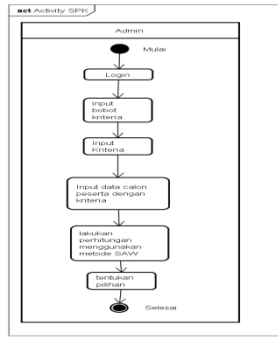 act Activity SPK
Admin
Mulai
Login
input
bobot
kriteria
Input
Kriteria
Input data calon
peserta dengan
kriteria
lakukan
perhitungan
menggunakan
metode SAW
tentukan
pilihan
Selesai